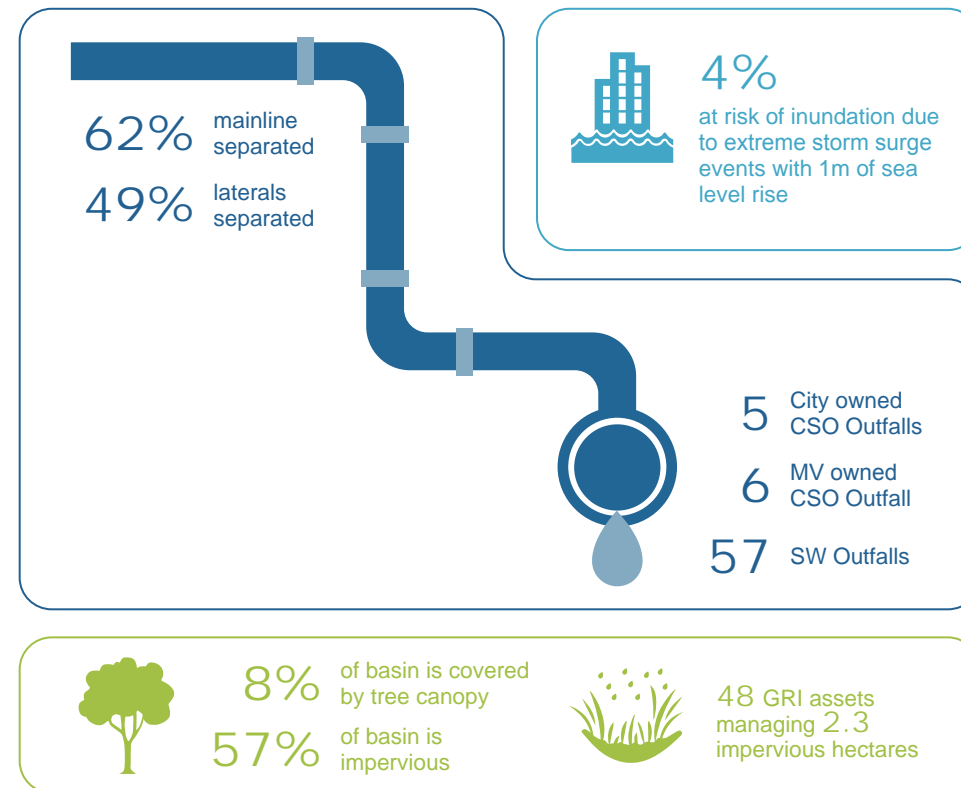 62% mainline
separated
49% laterals
separated
4%
at risk of inundation due
to extreme storm surge
events with 1m of sea
level rise
5 City owned
CSO Outfalls
6 MV owned
CSO Outfall
57 SW Outfalls
8% of basin is covered
by tree canopy
57% of basin is
impervious
48 GRI assets
managing 2.3
impervious hectares